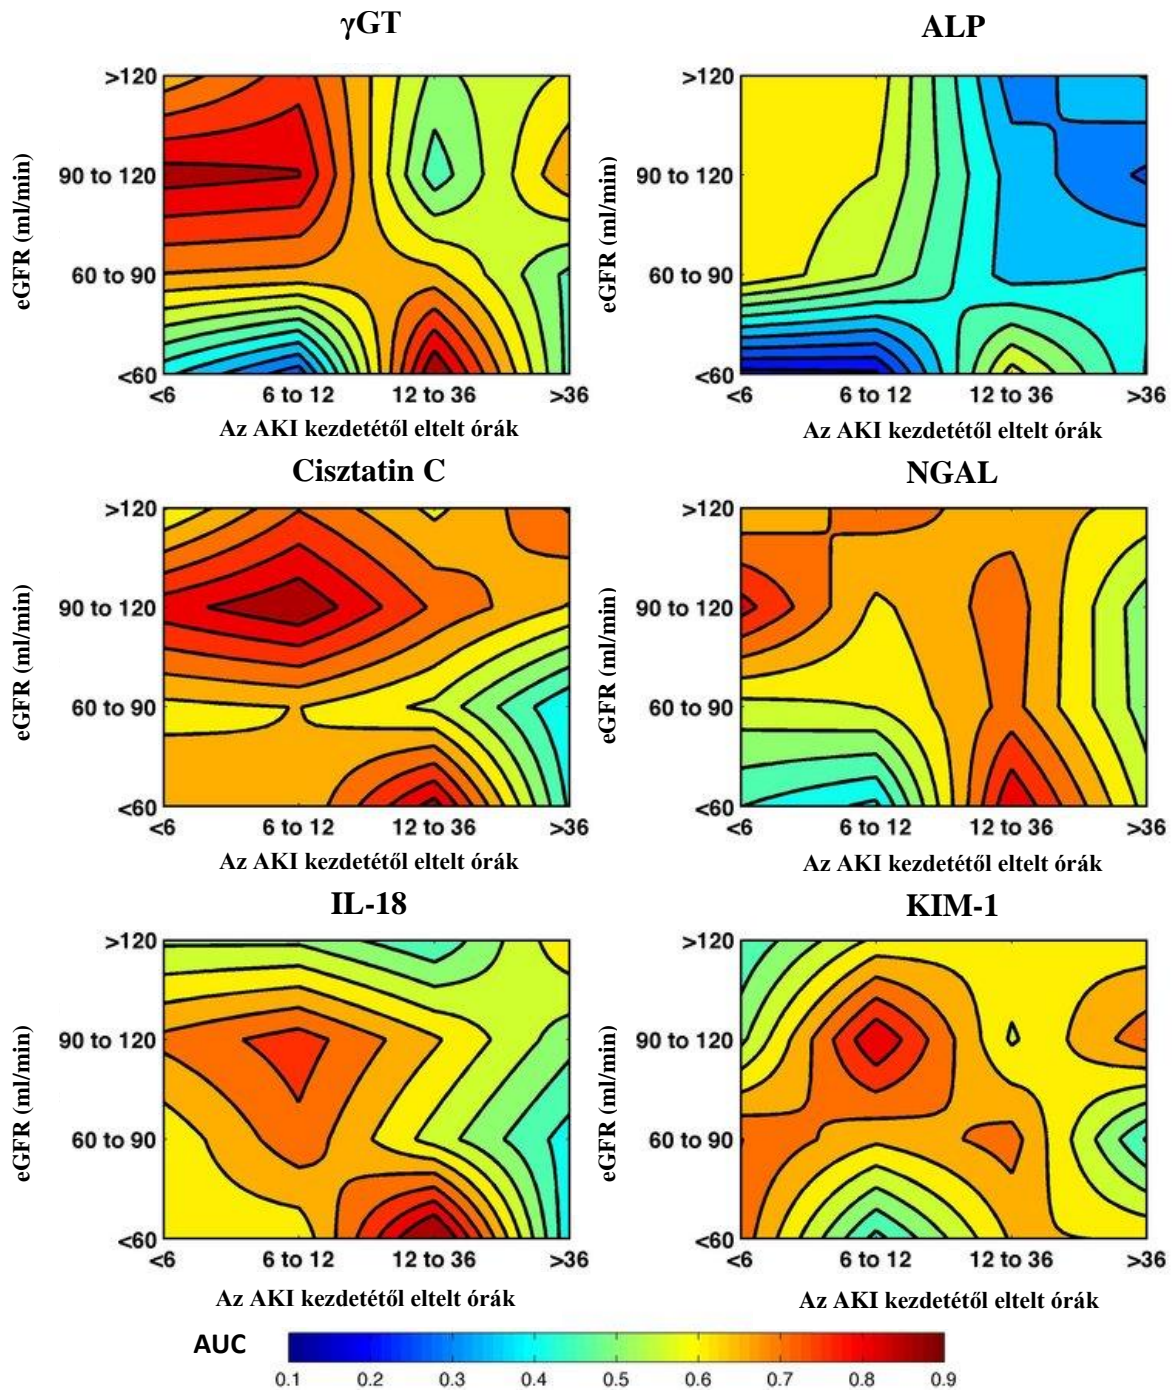 γGT
ALP
eGFR (ml/min)
>120
90 to 120
60 to 90
<60
<6
6 to 12
12 to 36
>36
Az AKI kezdetétől eltelt órák
eGFR (ml/min)
>120
90 to 120
60 to 90
<60
<6
6 to 12
12 to 36
>36
Az AKI kezdetétől eltelt órák
Cisztatin C
NGAL
eGFR (ml/min)
>120
90 to 120
60 to 90
<60
<6
6 to 12
12 to 36
>36
Az AKI kezdetétől eltelt órák
eGFR (ml/min)
>120
90 to 120
60 to 90
<60
<6
6 to 12
12 to 36
>36
Az AKI kezdetétől eltelt órák
IL-18
KIM-1
eGFR (ml/min)
>120
90 to 120
60 to 90
<60
<6
6 to 12
12 to 36
>36
Az AKI kezdetétől eltelt órák
eGFR (ml/min)
>120
90 to 120
60 to 90
<60
<6
6 to 12
12 to 36
>36
Az AKI kezdetétől eltelt órák
AUC
0.1 0.2 0.3 0.4 0.5 0.6 0.7 0.8 0.9